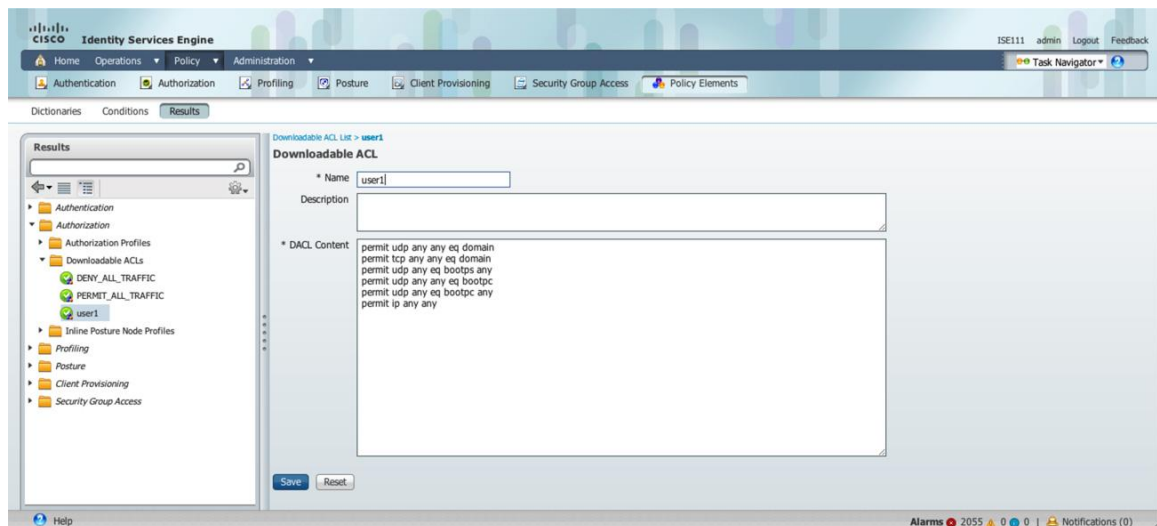 CISCO Identity Services Engine
ISE111 admin Logout Feedback
Home Operations Policy Administration
Task Navigator
Authentication Authorization Profiling Posture Client Provisioning Security Group Access Policy Elements
Dictionaries Conditions Results
Results
Authentication
Authorization
Authorization Profiles
Downloadable ACLs
DENY_ALL_TRAFFIC
PERMIT_ALL_TRAFFIC
user1
Inline Posture Node Profiles
Profiling
Posture
Client Provisioning
Security Group Access
Downloadable ACL List > user1
Downloadable ACL
* Name user1
Description
* DACL Content
permit udp any any eq domain
permit tcp any any eq domain
permit udp any eq bootps any
permit udp any any eq bootpc
permit udp any eq bootpc any
permit ip any any
Save Reset
Help
Alarms 2055 0 0 | Notifications (0)